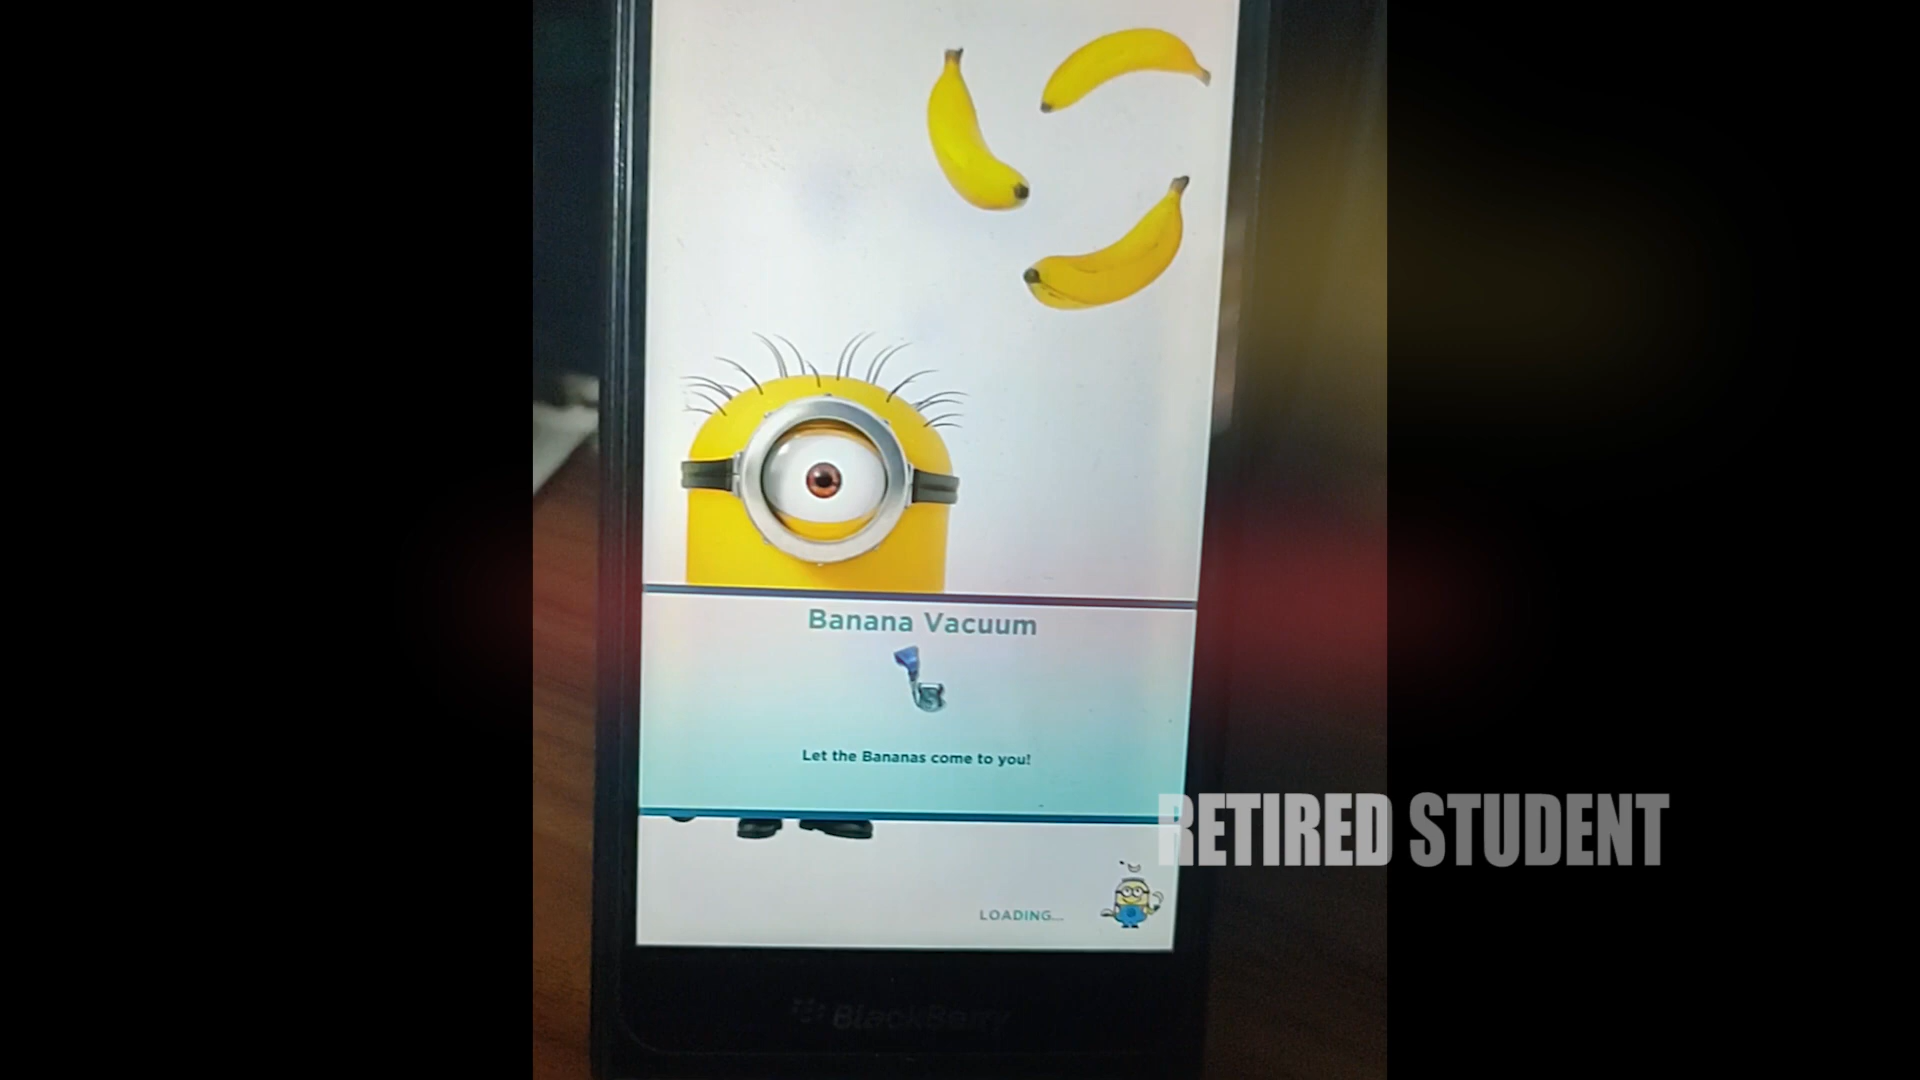 Banana Vacuum
Let the Bananas come to you!
RETIRED STUDENT
LOADING...
BlackBerry